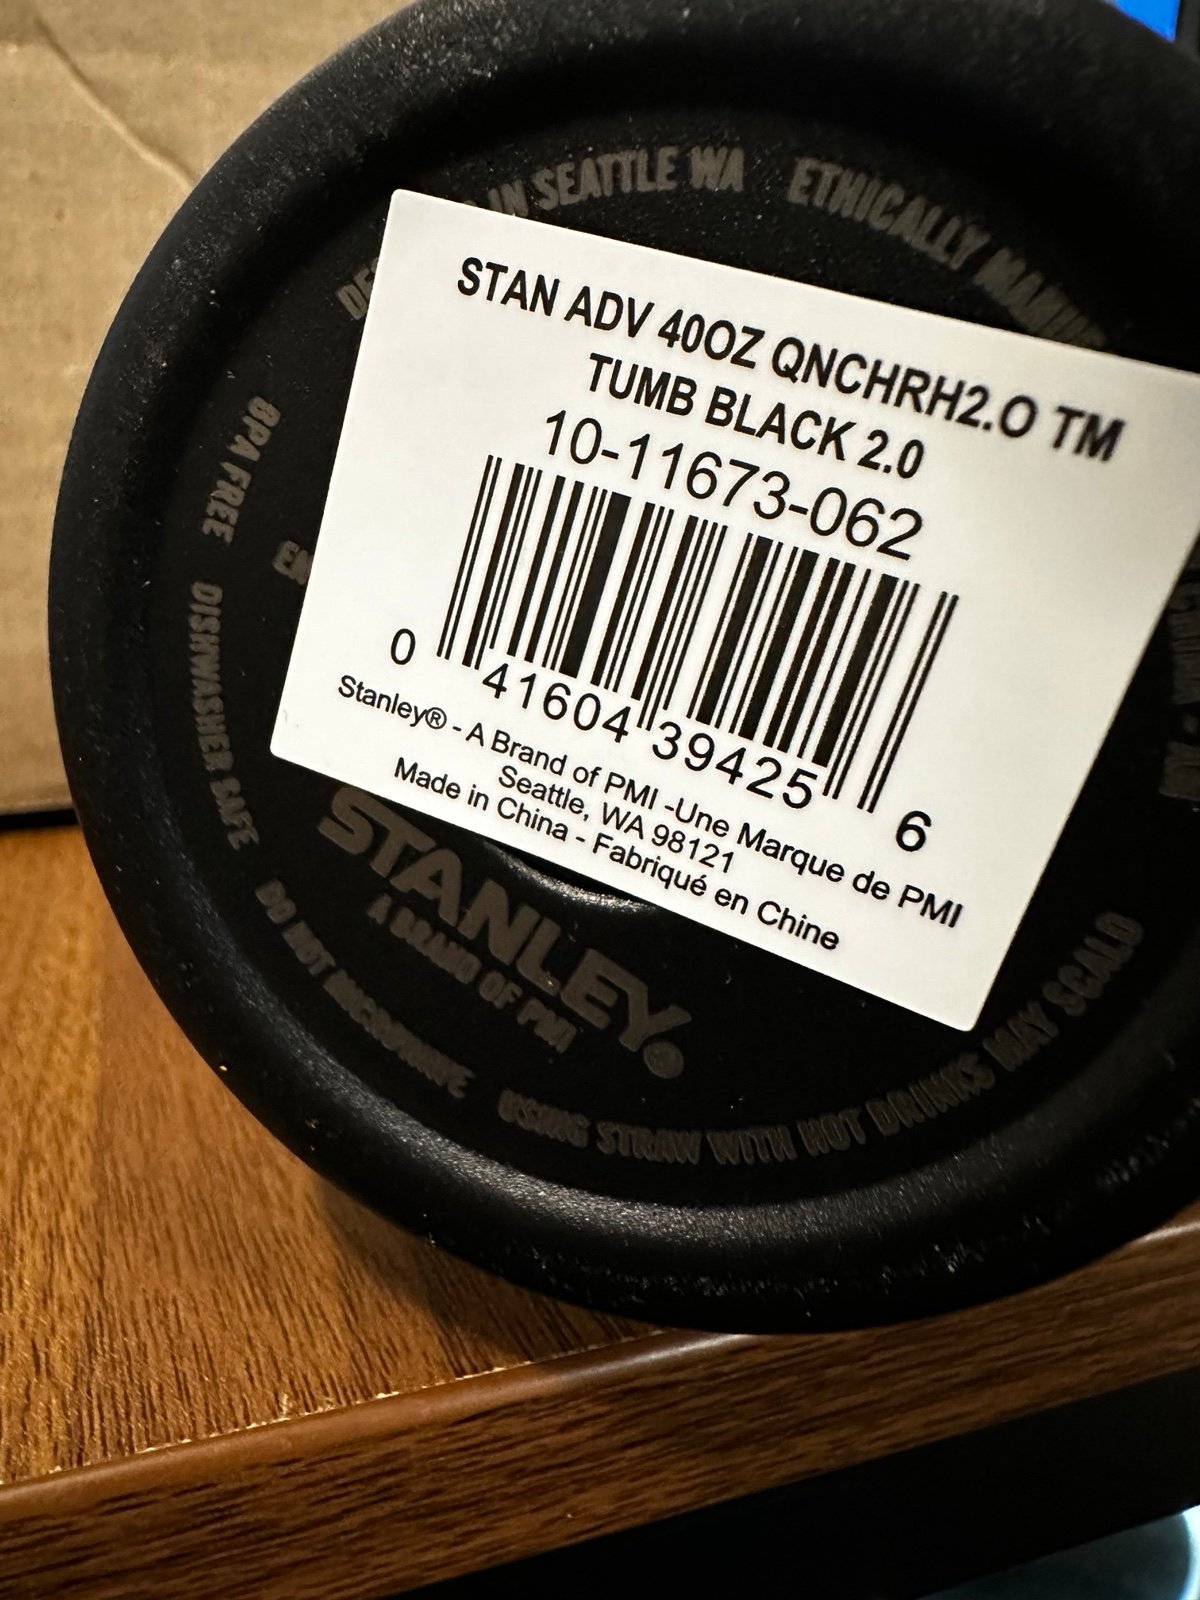 IN SEATTLE WA
ETHICALLY
STAN ADV 40OZ QNCHRH2.O TM
TUMB BLACK 2.0
10-11673-062
0 41604 39425 6
Stanley® - A Brand of PMI -Une Marque de PMI
Seattle, WA 98121
Made in China - Fabriqué en Chine
BPA FREE
DISHWASHER SAFE
DO NOT MICROWAVE
USING STRAW WITH HOT DRINKS MAY SCALD
STANLEY®
A BRAND OF PMI